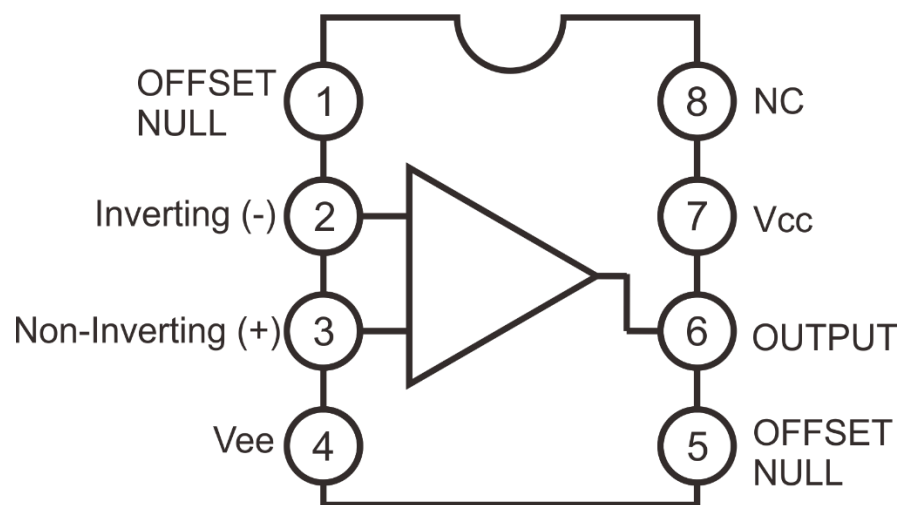 OFFSET
NULL
1
8
NC
Inverting (-)
2
7
Vcc
Non-Inverting (+)
3
6
OUTPUT
Vee
4
5
OFFSET
NULL